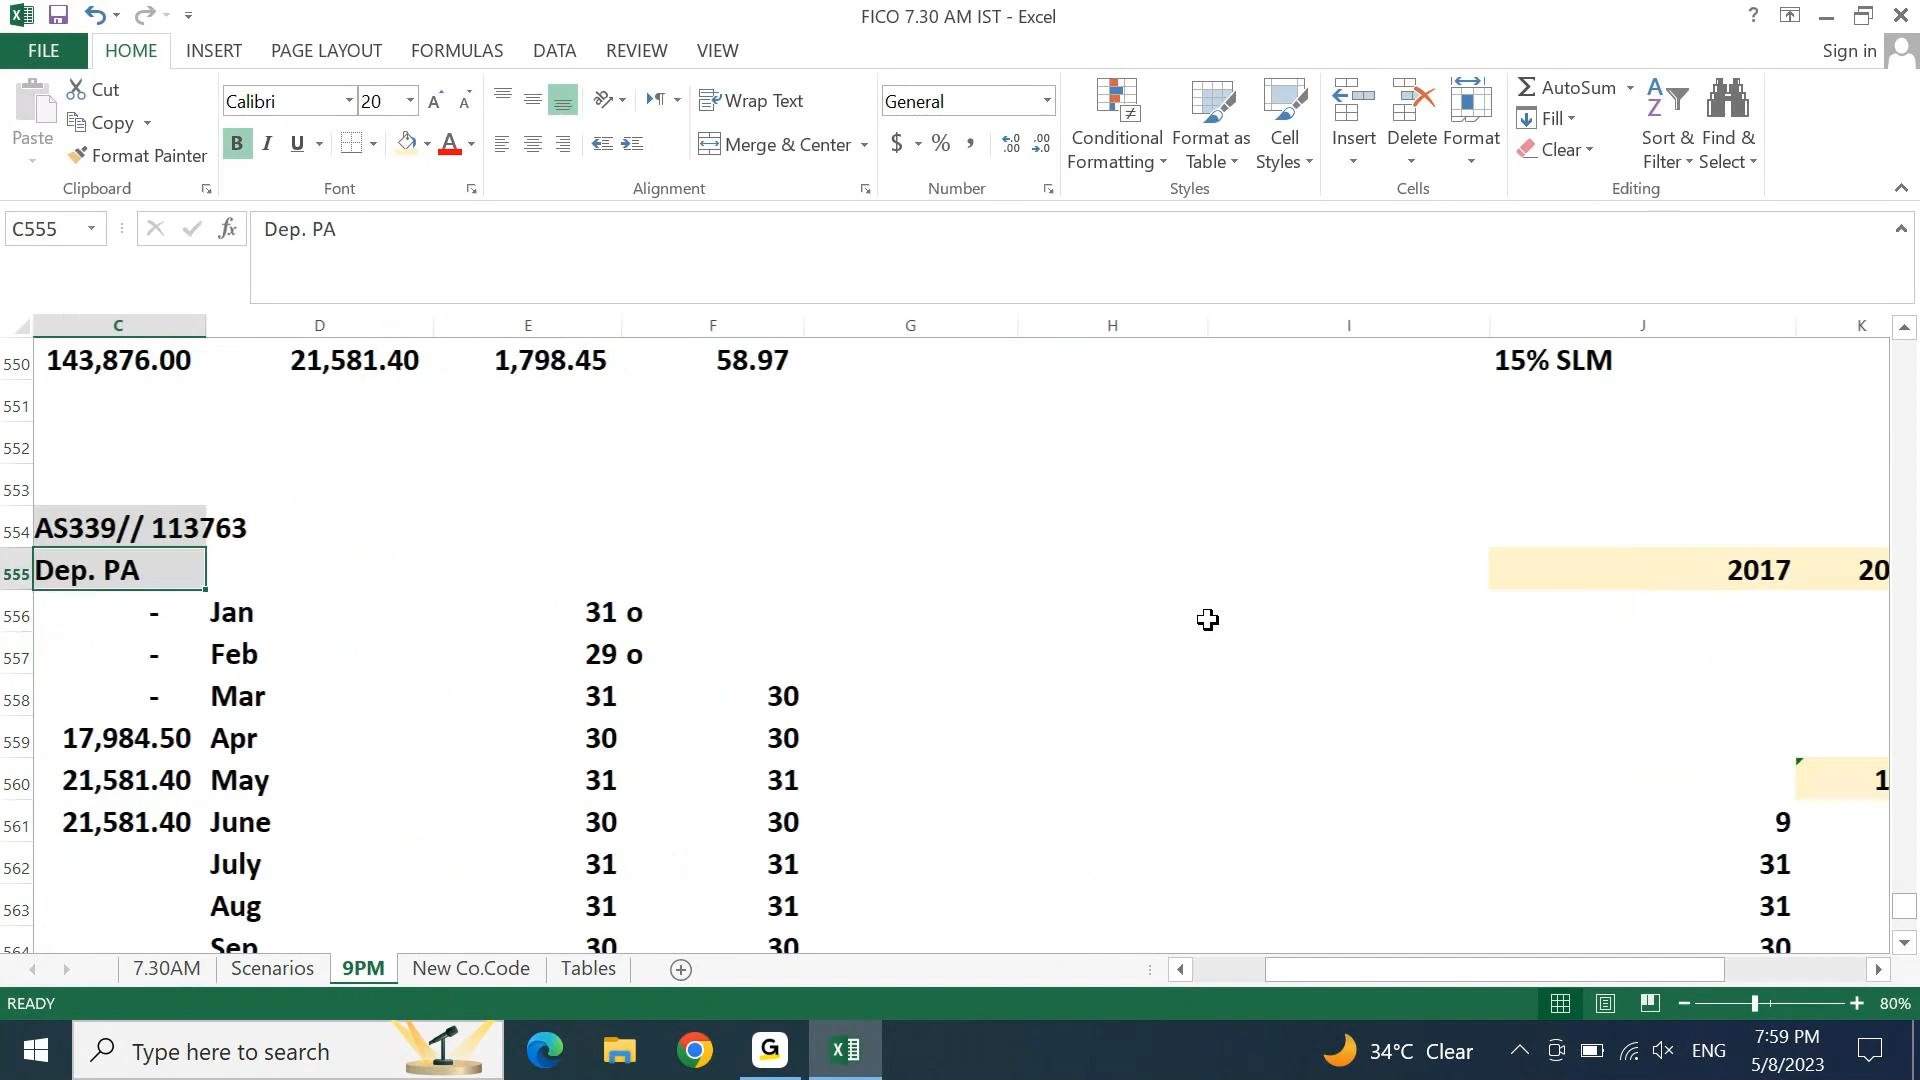 FICO 7.30 AM IST - Excel
?
FILE HOME INSERT PAGE LAYOUT FORMULAS DATA REVIEW VIEW Sign in
Paste
Cut
Copy
Format Painter
Clipboard
Calibri 20 A A
B I U A
Font
Wrap Text
Merge & Center
Alignment
General
$ % , .0 .00 .00 .0
Number
Conditional Formatting
Format as Table
Cell Styles
Styles
Insert
Delete
Format
Cells
AutoSum
Fill
Clear
Sort & Filter
Find & Select
Editing
C555 fx Dep. PA
C D E F G H I J K
550 143,876.00 21,581.40 1,798.45 58.97 15% SLM
551
552
553
554 AS339// 113763
555 Dep. PA 2017 20
556 - Jan 31 o
557 - Feb 29 o
558 - Mar 31 30
559 17,984.50 Apr 30 30
560 21,581.40 May 31 31 1
561 21,581.40 June 30 30 9
562 July 31 31 31
563 Aug 31 31 31
564 Sep 30 30 30
7.30AM Scenarios 9PM New Co.Code Tables
READY 80%
Type here to search
G
34°C Clear
ENG
7:59 PM
5/8/2023